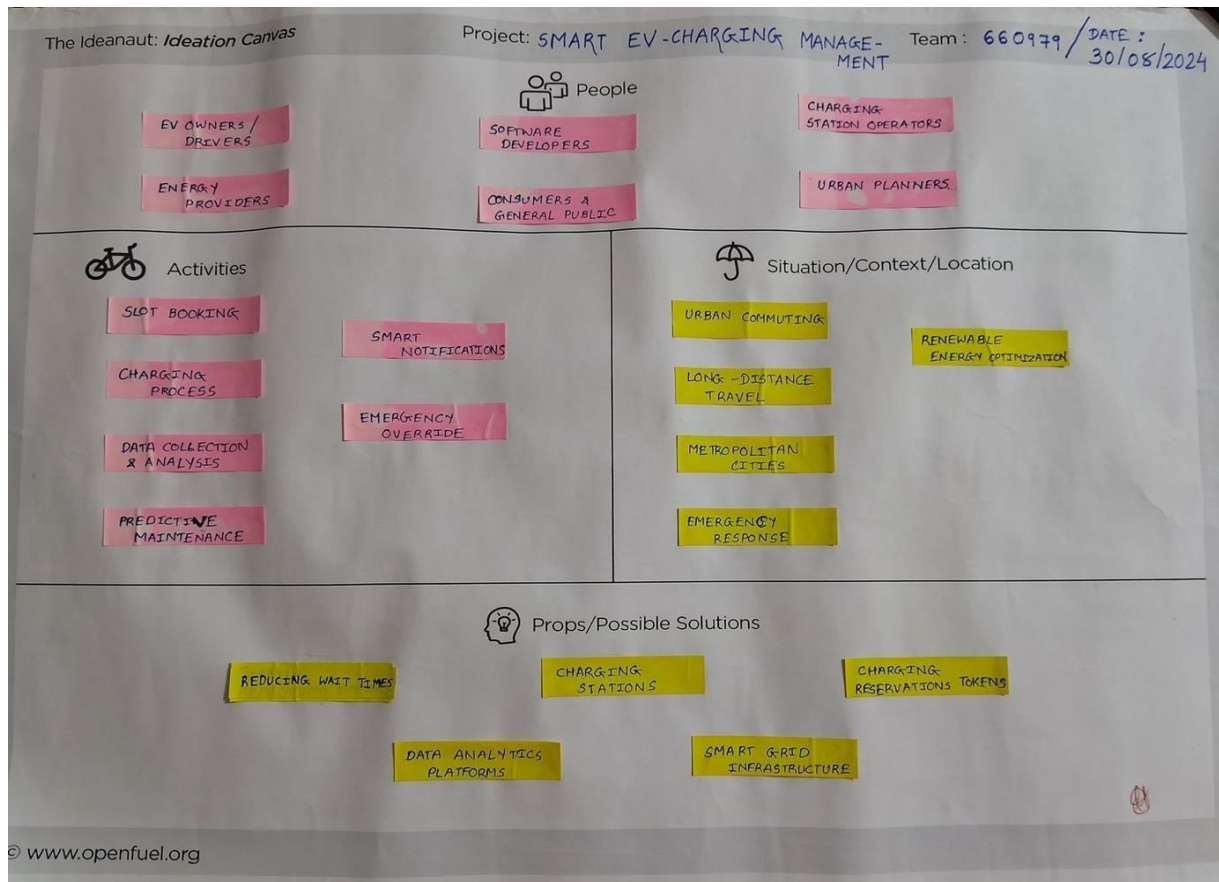 The Ideanaut: Ideation Canvas
Project: SMART EV-CHARGING MANAGE-
MENT
Team: 660979 / DATE :
30/08/2024
People
EV OWNERS /
DRIVERS
SOFTWARE
DEVELOPERS
CHARGING
STATION OPERATORS
ENERGY
PROVIDERS
CONSUMERS &
GENERAL PUBLIC
URBAN PLANNERS
Activities
SLOT BOOKING
SMART
NOTIFICATIONS
CHARGING
PROCESS
EMERGENCY
OVERRIDE
DATA COLLECTION
& ANALYSIS
PREDICTIVE
MAINTENANCE
Situation/Context/Location
URBAN COMMUTING
RENEWABLE
ENERGY OPTIMIZATION
LONG-DISTANCE
TRAVEL
METROPOLITAN
CITIES
EMERGENCY
RESPONSE
Props/Possible Solutions
REDUCING WAIT TIMES
CHARGING
STATIONS
CHARGING
RESERVATIONS TOKENS
DATA ANALYTICS
PLATFORMS
SMART GRID
INFRASTRUCTURE
© www.openfuel.org